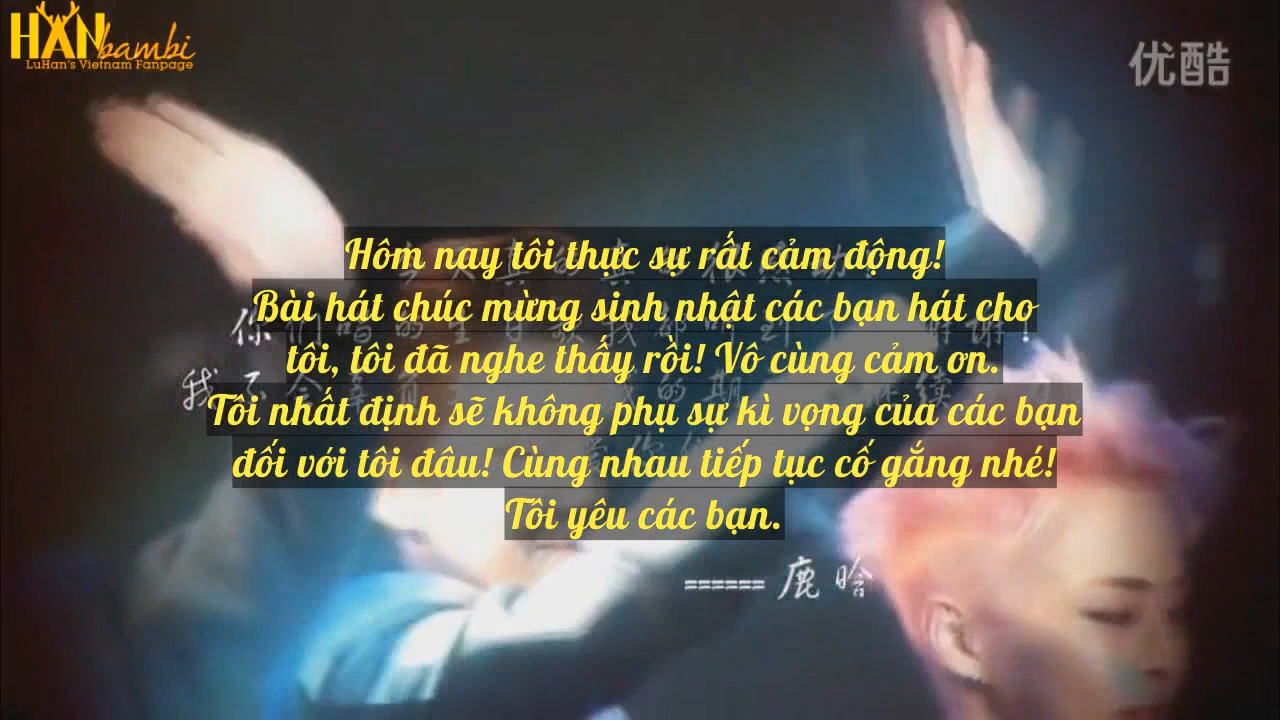 HAN
bambi
LuHan's Vietnam Fanpage
优酷
Hôm nay tôi thực sự rất cảm động!
Bài hát chúc mừng sinh nhật các bạn hát cho
tôi, tôi đã nghe thấy rồi! Vô cùng cảm ơn.
Tôi nhất định sẽ không phụ sự kì vọng của các bạn
đối với tôi đâu! Cùng nhau tiếp tục cố gắng nhé!
Tôi yêu các bạn.
====== 鹿晗